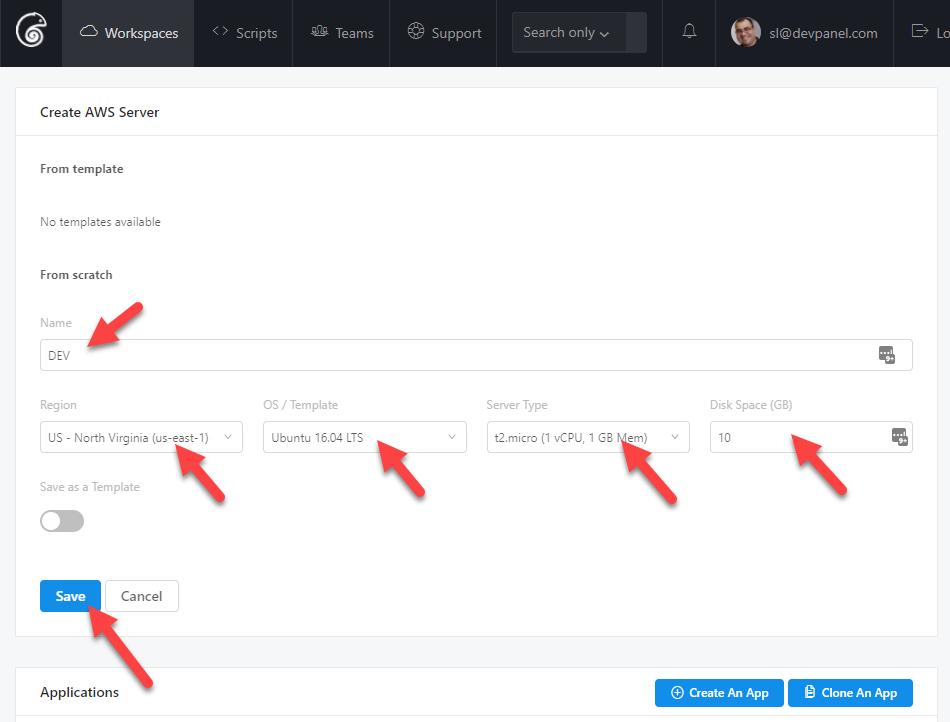 Workspaces Scripts Teams Support Search only sl@devpanel.com Lo
Create AWS Server
From template
No templates available
From scratch
Name
DEV
Region OS / Template Server Type Disk Space (GB)
US - North Virginia (us-east-1) Ubuntu 16.04 LTS t2.micro (1 vCPU, 1 GB Mem) 10
Save as a Template
Save Cancel
Applications Create An App Clone An App